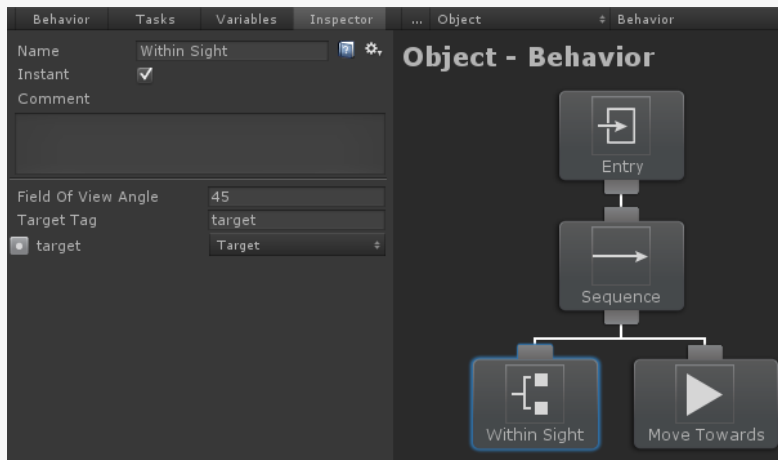 Behavior Tasks Variables Inspector ... Object Behavior
Name Within Sight
Instant
Comment
Field Of View Angle 45
Target Tag target
target Target
Object - Behavior
Entry
Sequence
Within Sight Move Towards